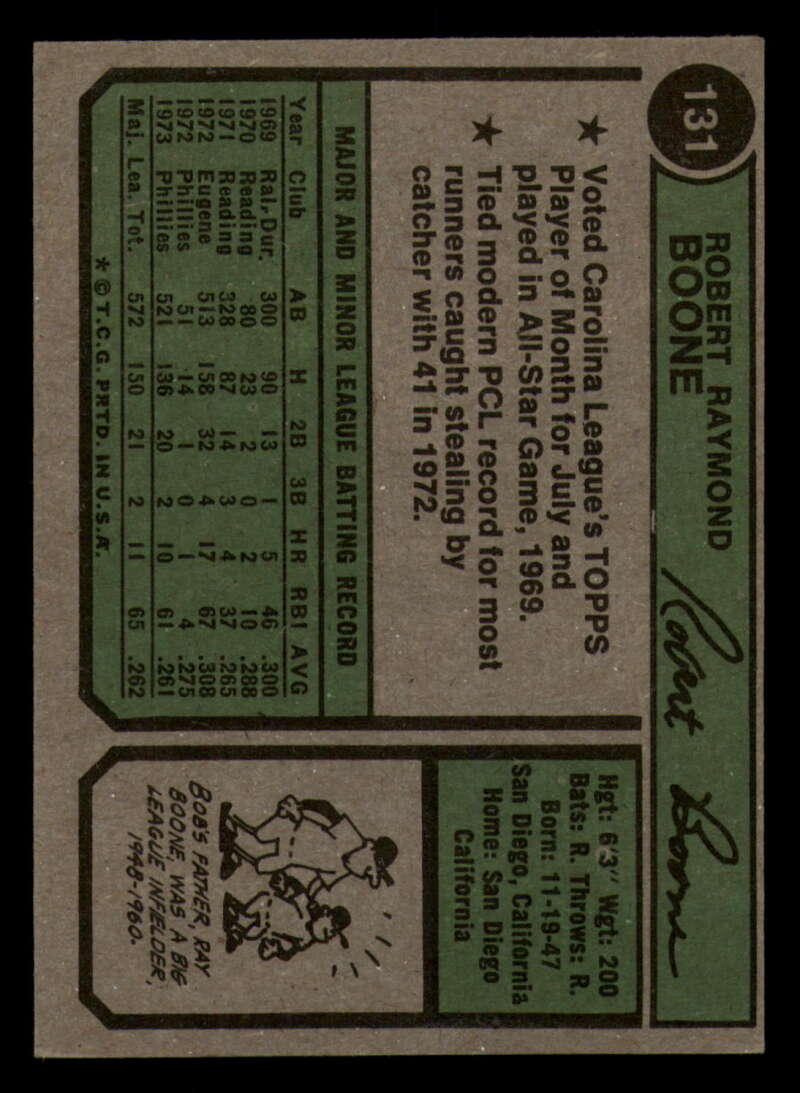 131
ROBERT RAYMOND
BOONE
Robert Boone
★ Voted Carolina League's TOPPS
Player of Month for July and
played in All-Star Game, 1969.
★ Tied modern PCL record for most
runners caught stealing by
catcher with 41 in 1972.
Hgt: 6'3" Wgt: 200
Bats: R. Throws: R.
Born: 11-19-47
San Diego, California
Home: San Diego
California
MAJOR AND MINOR LEAGUE BATTING RECORD
Year Club AB H 2B 3B HR RBI AVG
1969 Ral.-Dur. 300 90 13 1 5 46 .300
1970 Reading 80 23 2 0 2 10 .288
1971 Reading 328 87 14 3 4 37 .265
1972 Eugene 513 158 32 4 17 67 .308
1972 Phillies 51 14 1 0 1 4 .275
1973 Phillies 521 136 20 2 10 61 .261
Maj. Lea. Tot. 572 150 21 2 11 65 .262
* © T.C.G. PRTD. IN U.S.A.
BOB'S FATHER, RAY
BOONE, WAS A BIG
LEAGUE INFIELDER,
1948-1960.